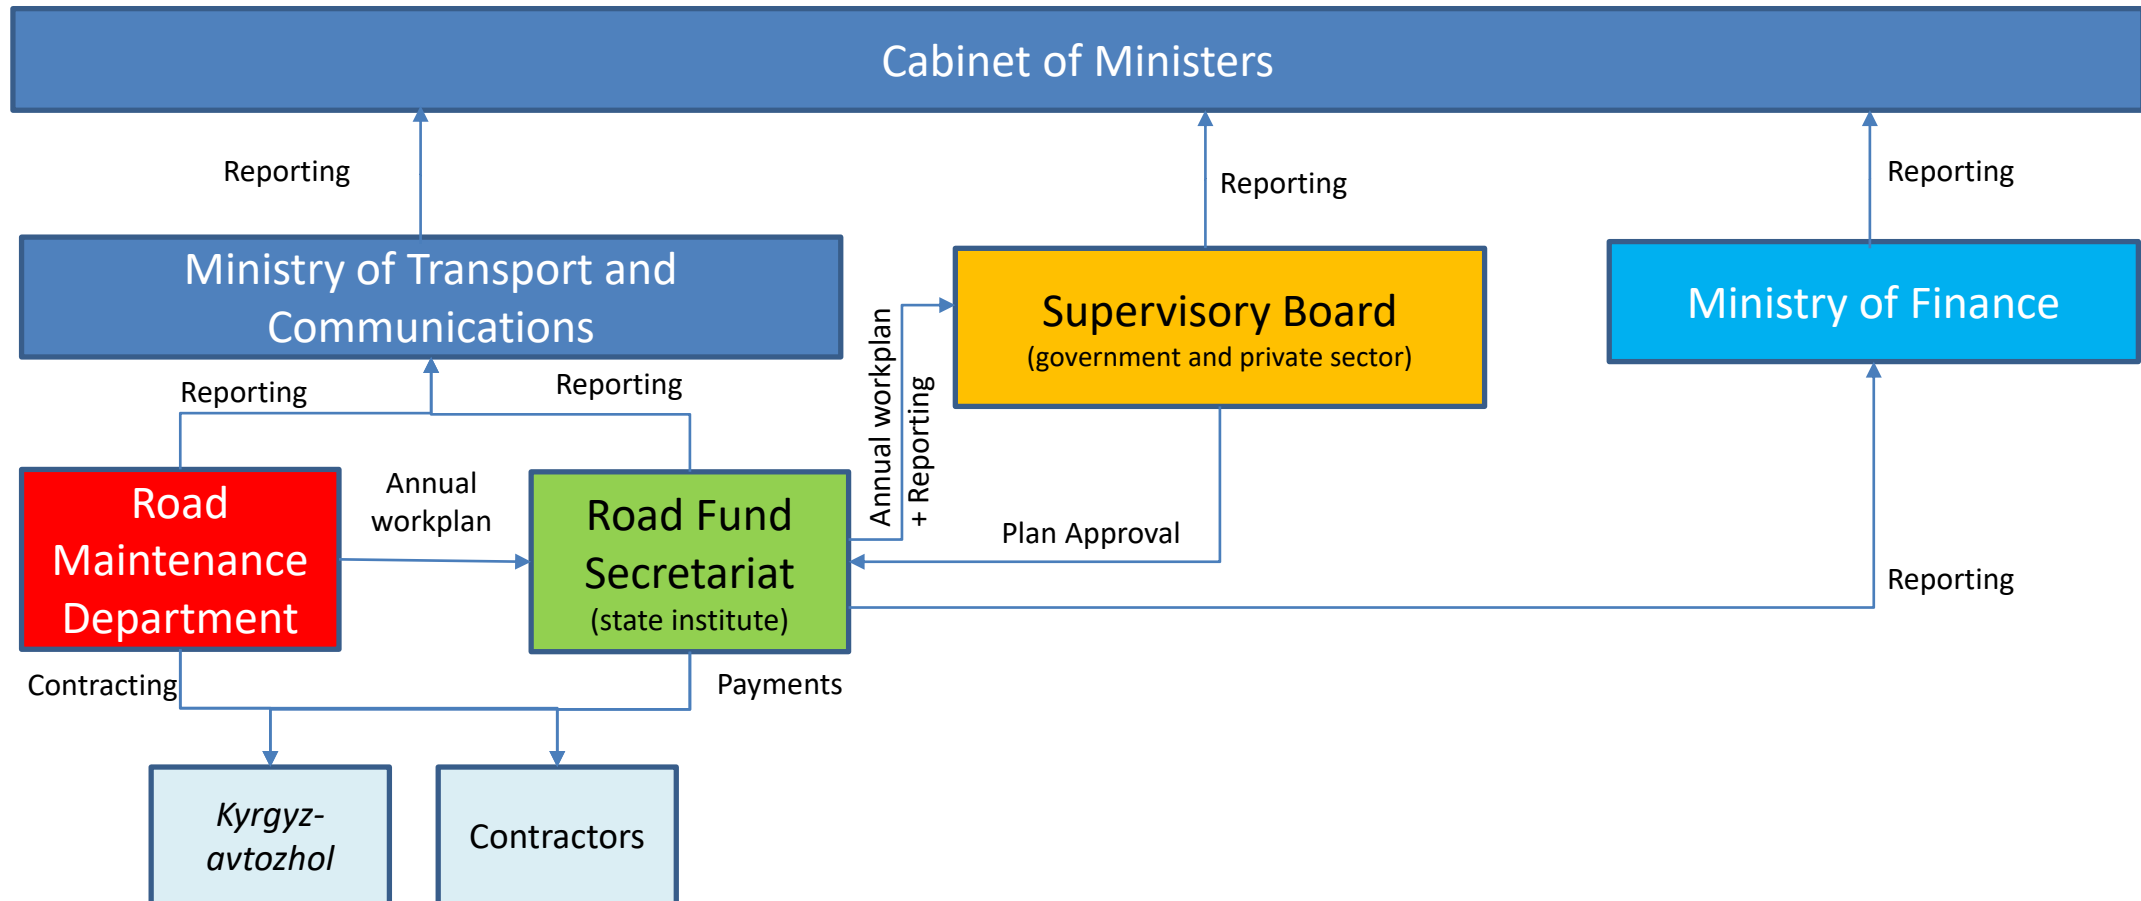 Cabinet of Ministers
Reporting
Reporting
Reporting
Ministry of Transport and
Communications
Supervisory Board
(government and private sector)
Ministry of Finance
Reporting
Reporting
Annual workplan
+ Reporting
Road
Maintenance
Department
Annual
workplan
Road Fund
Secretariat
(state institute)
Plan Approval
Reporting
Contracting
Payments
Kyrgyz-
avtozhol
Contractors